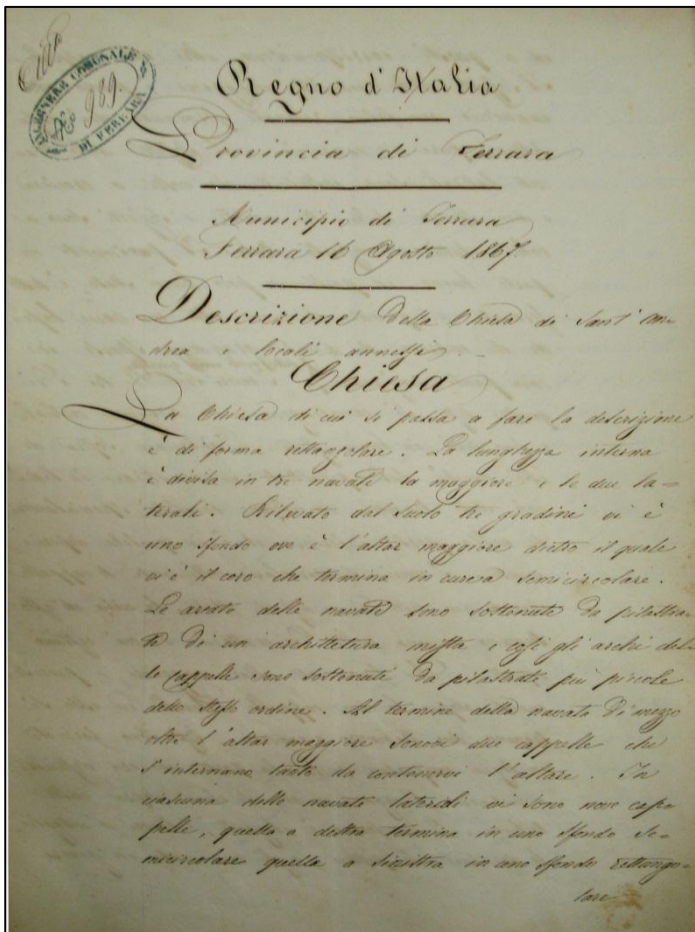 INGEGNERE COMUNALE
N.° 989.
DI FERRARA
Regno d'Italia
Provincia di Ferrara
Municipio di Ferrara
Ferrara 16 Agosto 1867
Descrizione della Chiesa di Sant'An-
drea e locali annessi
Chiesa
La Chiesa di cui si passa a fare la descrizione
è di forma rettangolare. La lunghezza interna
è divisa in tre navate la maggiore e le due la-
terali. Rilevato dal suolo tre gradini vi è
uno sfondo ove è l'altar maggiore dietro il quale
vi è il coro che termina in curva semicircolare.
Le arcate delle navate sono sostenute da pilastra-
te di un architettura mista e così gli archi del-
le cappelle sono sostenute da pilastrate più piccole
dello stesso ordine. Al termine della navata di mezzo
oltre l'altar maggiore sonovi due cappelle che
s'internano tanto da contenervi l'altare. In
ciascuna delle navate laterali vi sono nove cap-
pelle, quella a destra termina in uno sfondo se-
micircolare quella a sinistra in uno sfondo rettango-
lare